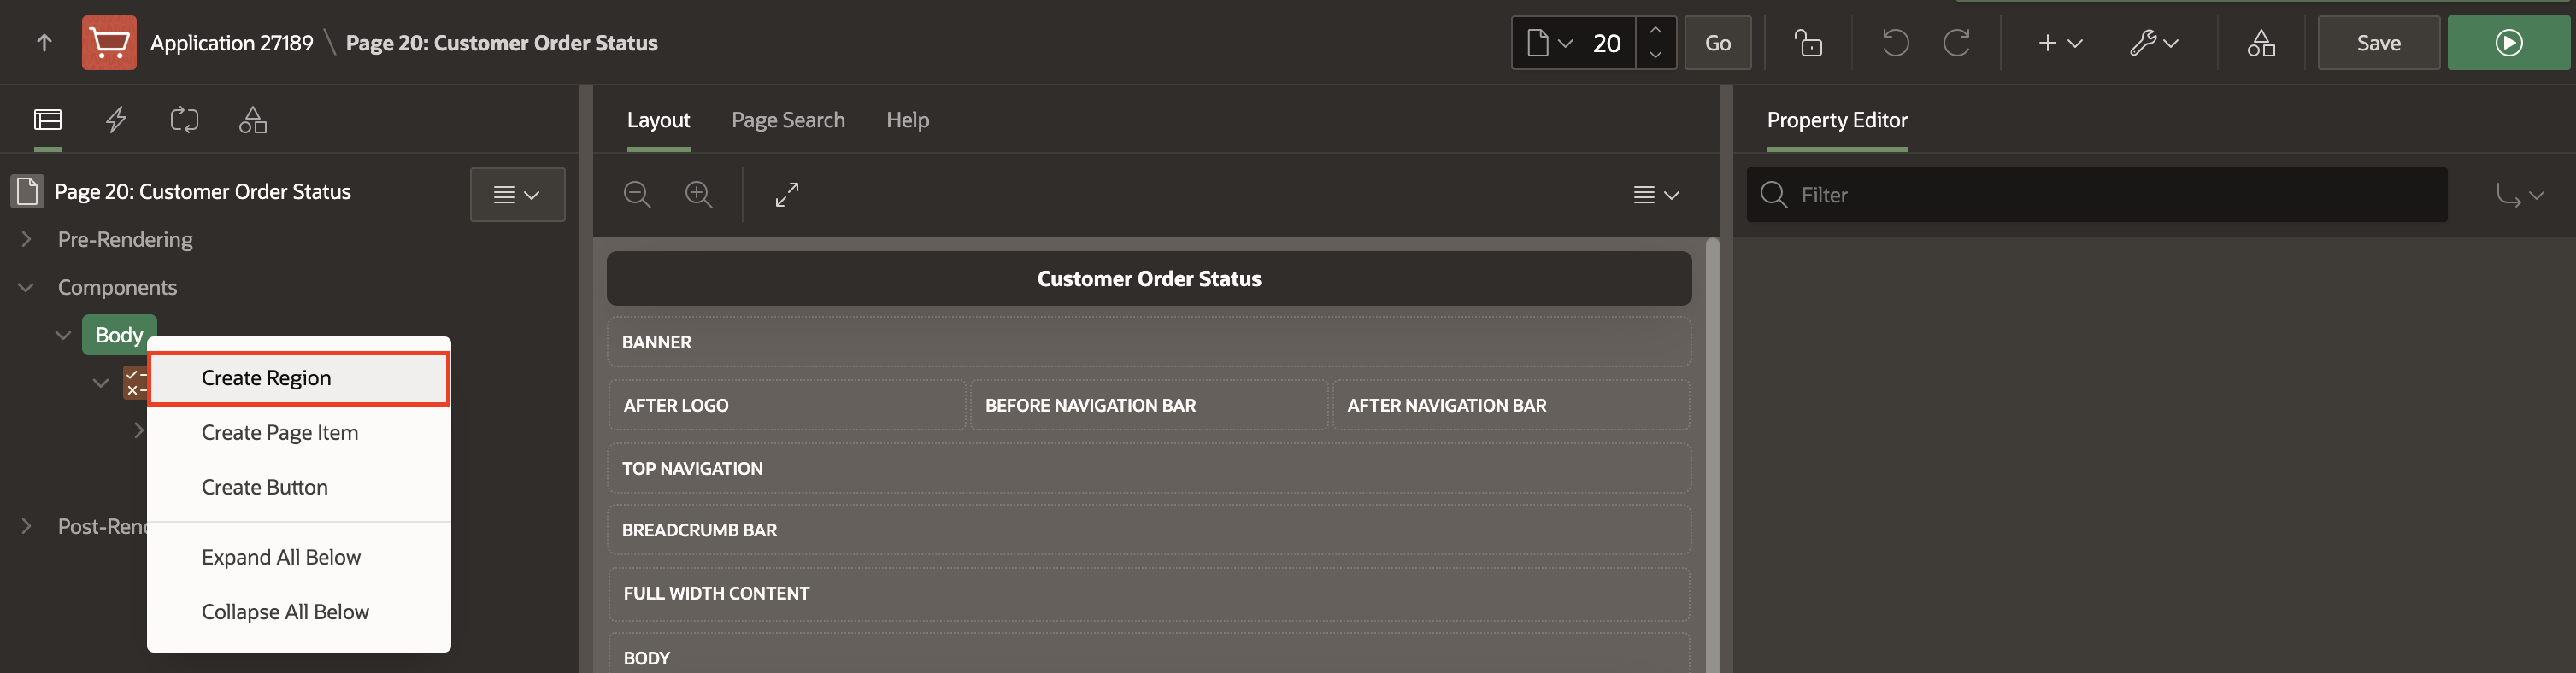 Application 27189 \ Page 20: Customer Order Status
20
Go
Save
Page 20: Customer Order Status
Pre-Rendering
Components
Body
Create Region
Create Page Item
Create Button
Post-Ren
Expand All Below
Collapse All Below
Layout
Page Search
Help
Customer Order Status
BANNER
AFTER LOGO
BEFORE NAVIGATION BAR
AFTER NAVIGATION BAR
TOP NAVIGATION
BREADCRUMB BAR
FULL WIDTH CONTENT
BODY
Property Editor
Filter